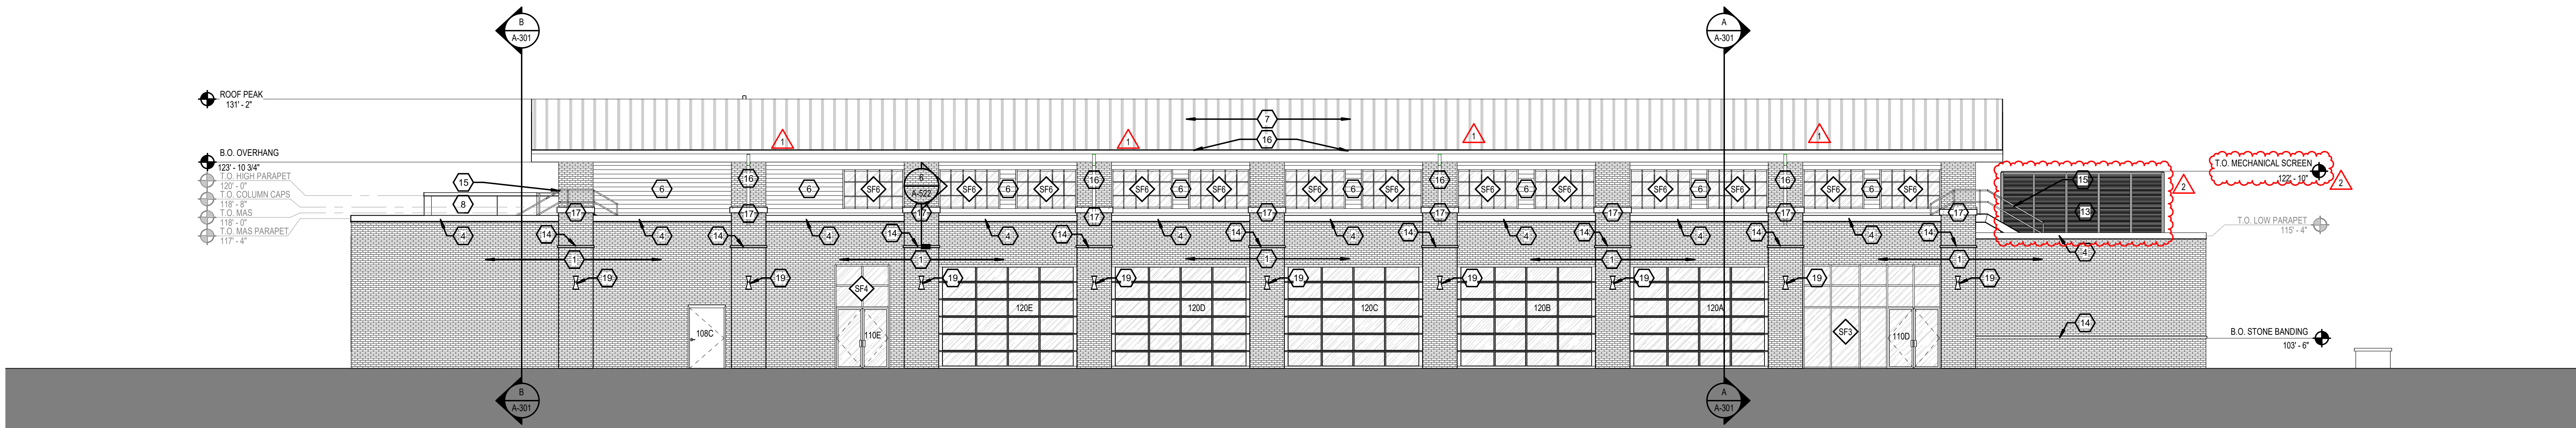 B
A-301
A
A-301
ROOF PEAK
131' - 2"
7
1
1
1
1
16
B.O. OVERHANG
123' - 10 3/4"
T.O. HIGH PARAPET
120' - 0"
T.O. COLUMN CAPS
118' - 8"
T.O. MAS
118' - 0"
T.O. MAS PARAPET
117' - 4"
T.O. MECHANICAL SCREEN
122' - 10"
2
2
15
8
6
16
6
SF6
6
A-522
SF6
6
SF6
16
SF6
6
SF6
SF6
6
SF6
16
SF6
6
SF6
SF6
6
SF6
16
SF6
6
SF6
15
13
17
17
17
17
17
17
17
17
17
T.O. LOW PARAPET
115' - 4"
4
14
4
14
4
14
4
14
4
14
4
14
4
14
4
14
4
14
4
1
1
1
1
1
19
19
SF4
19
19
19
19
19
19
19
108C
110E
120E
120D
120C
120B
120A
SF3
110D
14
B.O. STONE BANDING
103' - 6"
B
A-301
A
A-301